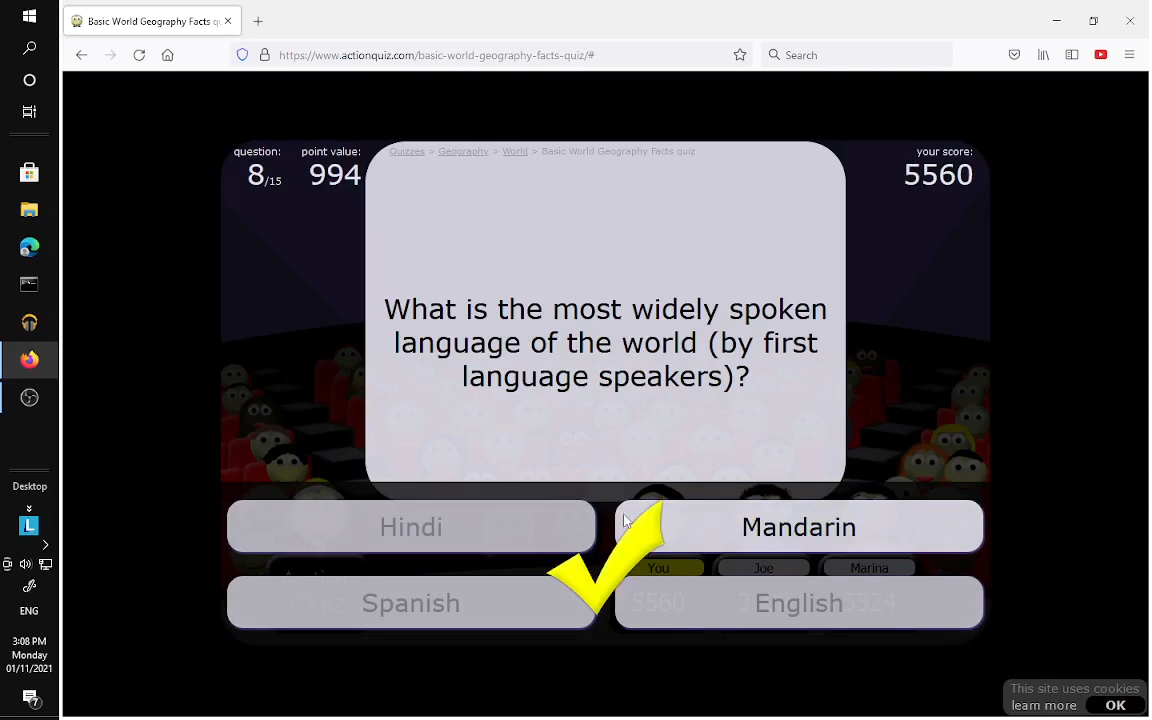 Basic World Geography Facts qu
https://www.actionquiz.com/basic-world-geography-facts-quiz/#
Search
question:
8/15
point value:
994
Quizzes > Geography > World > Basic World Geography Facts quiz
your score:
5560
What is the most widely spoken
language of the world (by first
language speakers)?
Hindi
Mandarin
You
Joe
Marina
Spanish
5560
English
5524
Desktop
L
ENG
3:08 PM
Monday
01/11/2021
7
This site uses cookies
learn more
OK